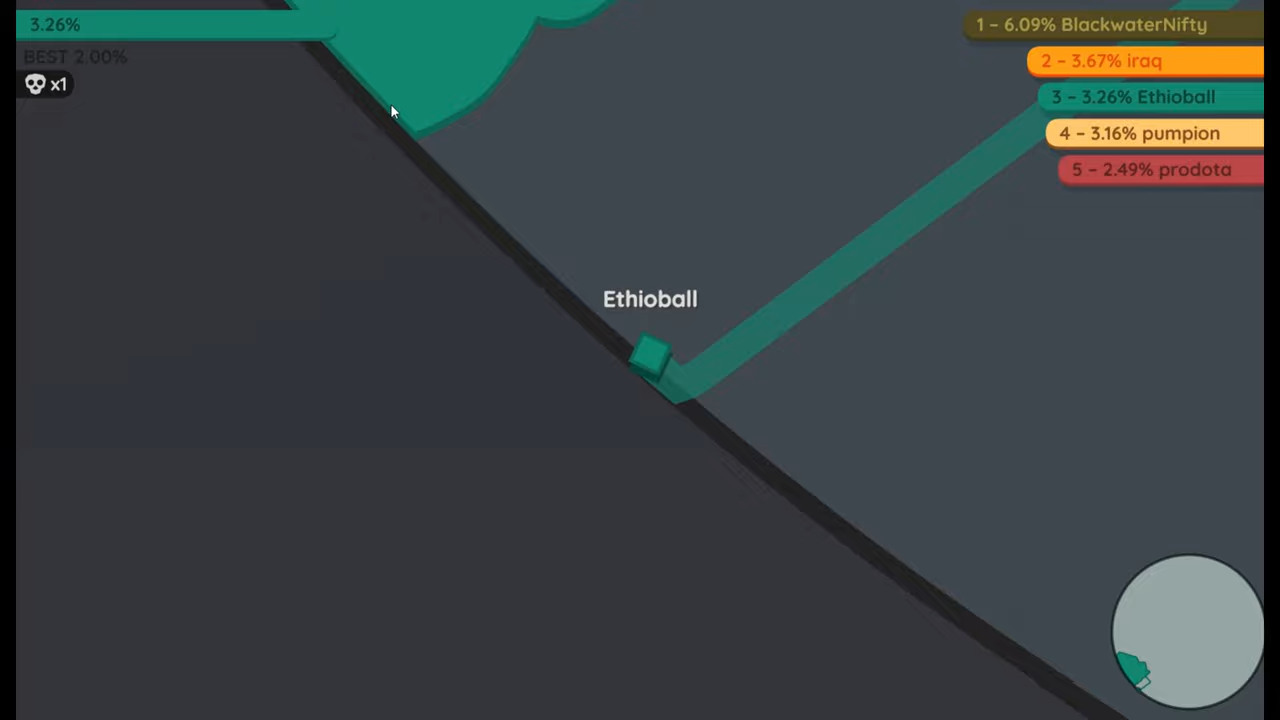 3.26%
BEST 2.00%
x1
1 - 6.09% BlackwaterNifty
2 - 3.67% iraq
3 - 3.26% Ethioball
4 - 3.16% pumpion
5 - 2.49% prodota
Ethioball